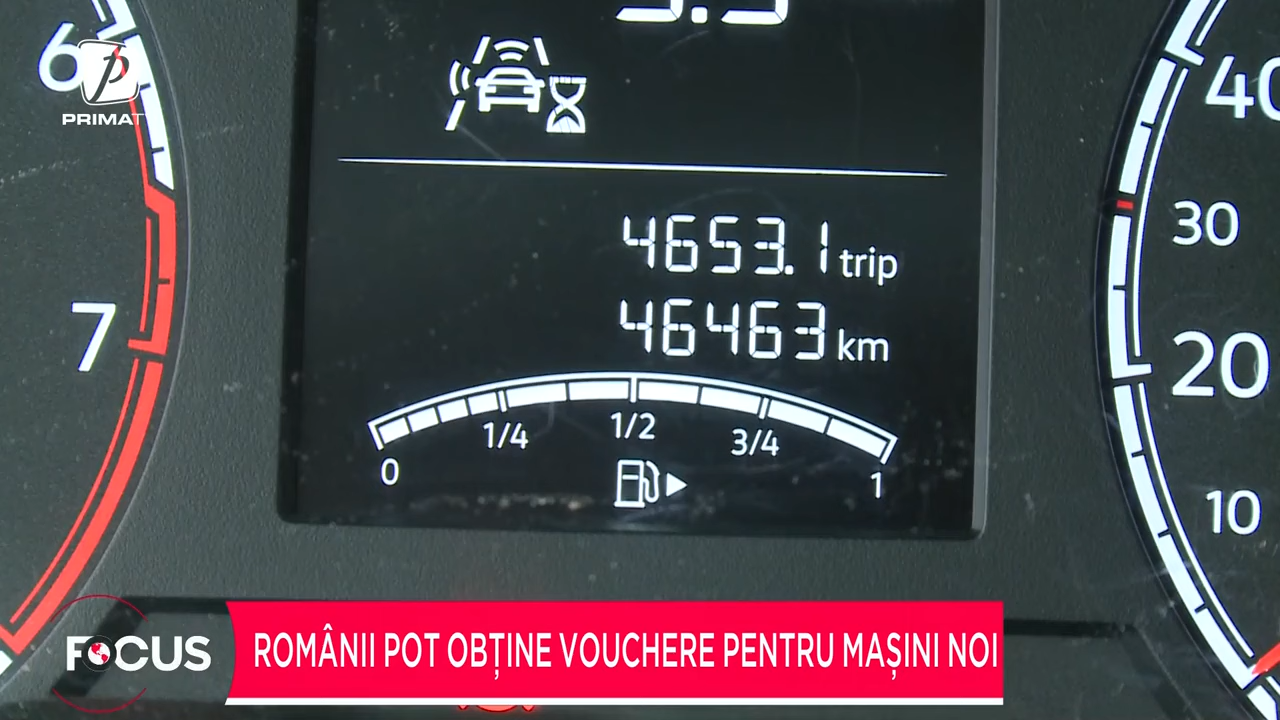 6
PRIMA
40
4653.1 trip
30
46463 km
7
20
1/4 1/2 3/4
0 1
10
FOCUS
ROMÂNII POT OBȚINE VOUCHERE PENTRU MAȘINI NOI